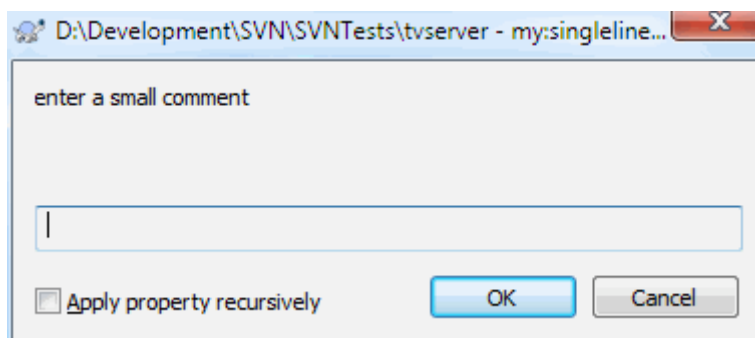 D:\Development\SVN\SVNTests\tvserver - my:singleline...
enter a small comment
Apply property recursively
OK
Cancel